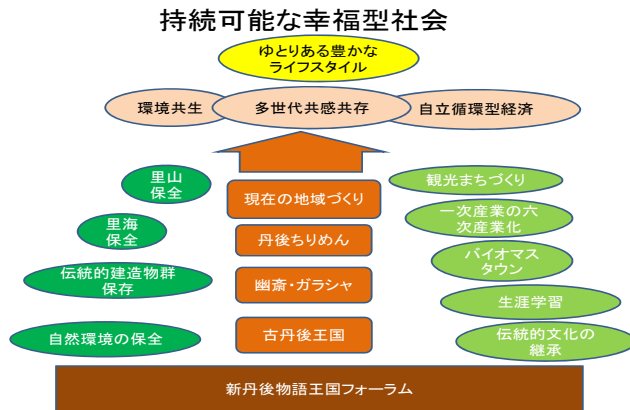 持続可能な幸福型社会
ゆとりある豊かな
ライフスタイル
環境共生
多世代共感共存
自立循環型経済
里山
保全
現在の地域づくり
観光まちづくり
里海
保全
丹後ちりめん
一次産業の六
次産業化
伝統的建造物群
保存
幽斎・ガラシャ
バイオマス
タウン
生涯学習
自然環境の保全
古丹後王国
伝統的文化の
継承
新丹後物語王国フォーラム